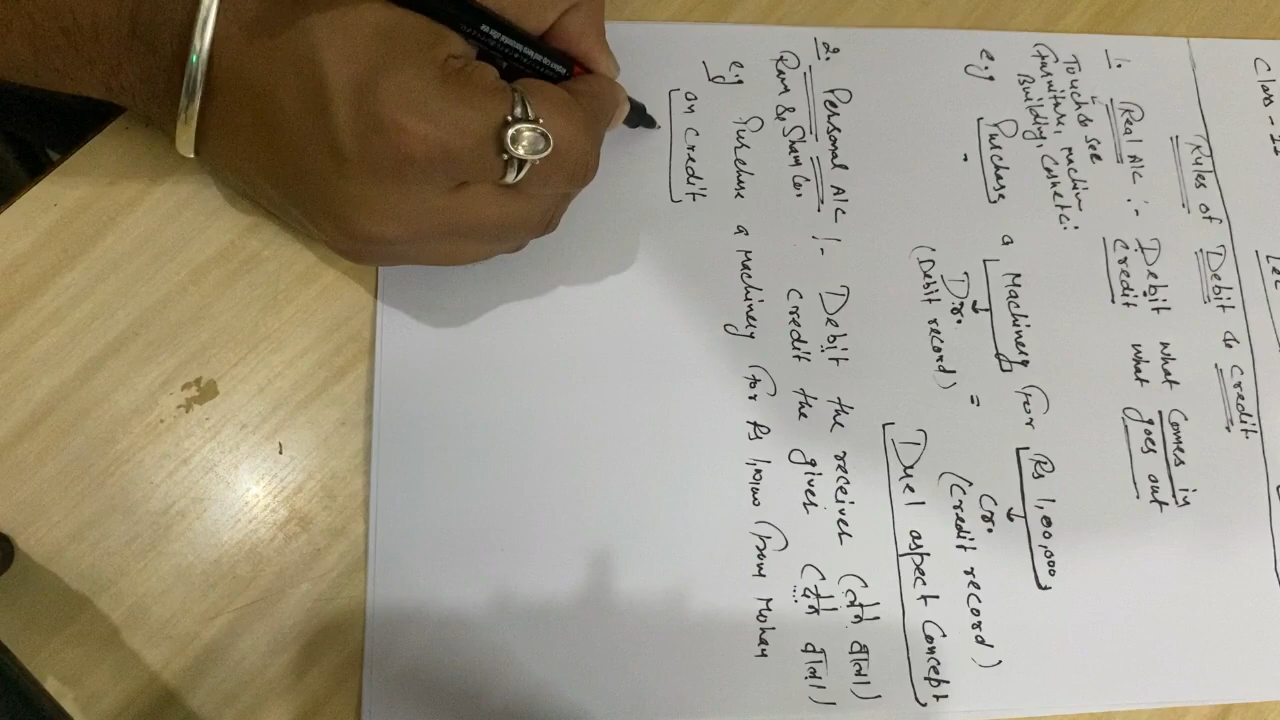 Class - 11
Rules of Debit & Credit.
1. Real A/c :- Debit what Comes in
Credit what goes out
Touch & see
(furniture, machine
Building, Cash etc.
e.g Purchase a Machinery for Rs 1,00,000,
Dr. = Cr.
(Debit record) (Credit record)
Duel aspect Concept
2. Personal A/c :- Debit the receiver (लेने वाला)
Ram & Sham Co. Credit the giver (देने वाला)
e.g Purchase a Machinery for Rs 1,00,000 from Mohan
on credit